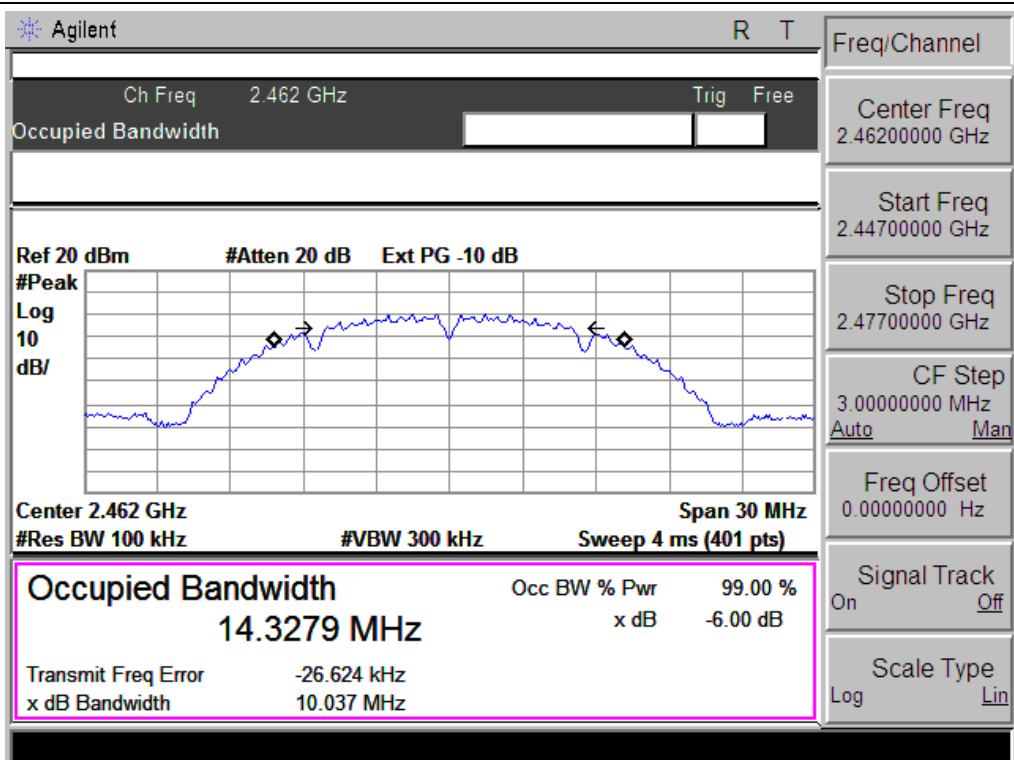 Agilent R T
Ch Freq 2.462 GHz Trig Free
Occupied Bandwidth
Ref 20 dBm #Atten 20 dB Ext PG -10 dB
#Peak
Log
10
dB/
Center 2.462 GHz Span 30 MHz
#Res BW 100 kHz #VBW 300 kHz Sweep 4 ms (401 pts)
Occupied Bandwidth Occ BW % Pwr 99.00 %
14.3279 MHz x dB -6.00 dB
Transmit Freq Error -26.624 kHz
x dB Bandwidth 10.037 MHz
Freq/Channel
Center Freq
2.46200000 GHz
Start Freq
2.44700000 GHz
Stop Freq
2.47700000 GHz
CF Step
3.00000000 MHz
Auto Man
Freq Offset
0.00000000 Hz
Signal Track
On Off
Scale Type
Log Lin